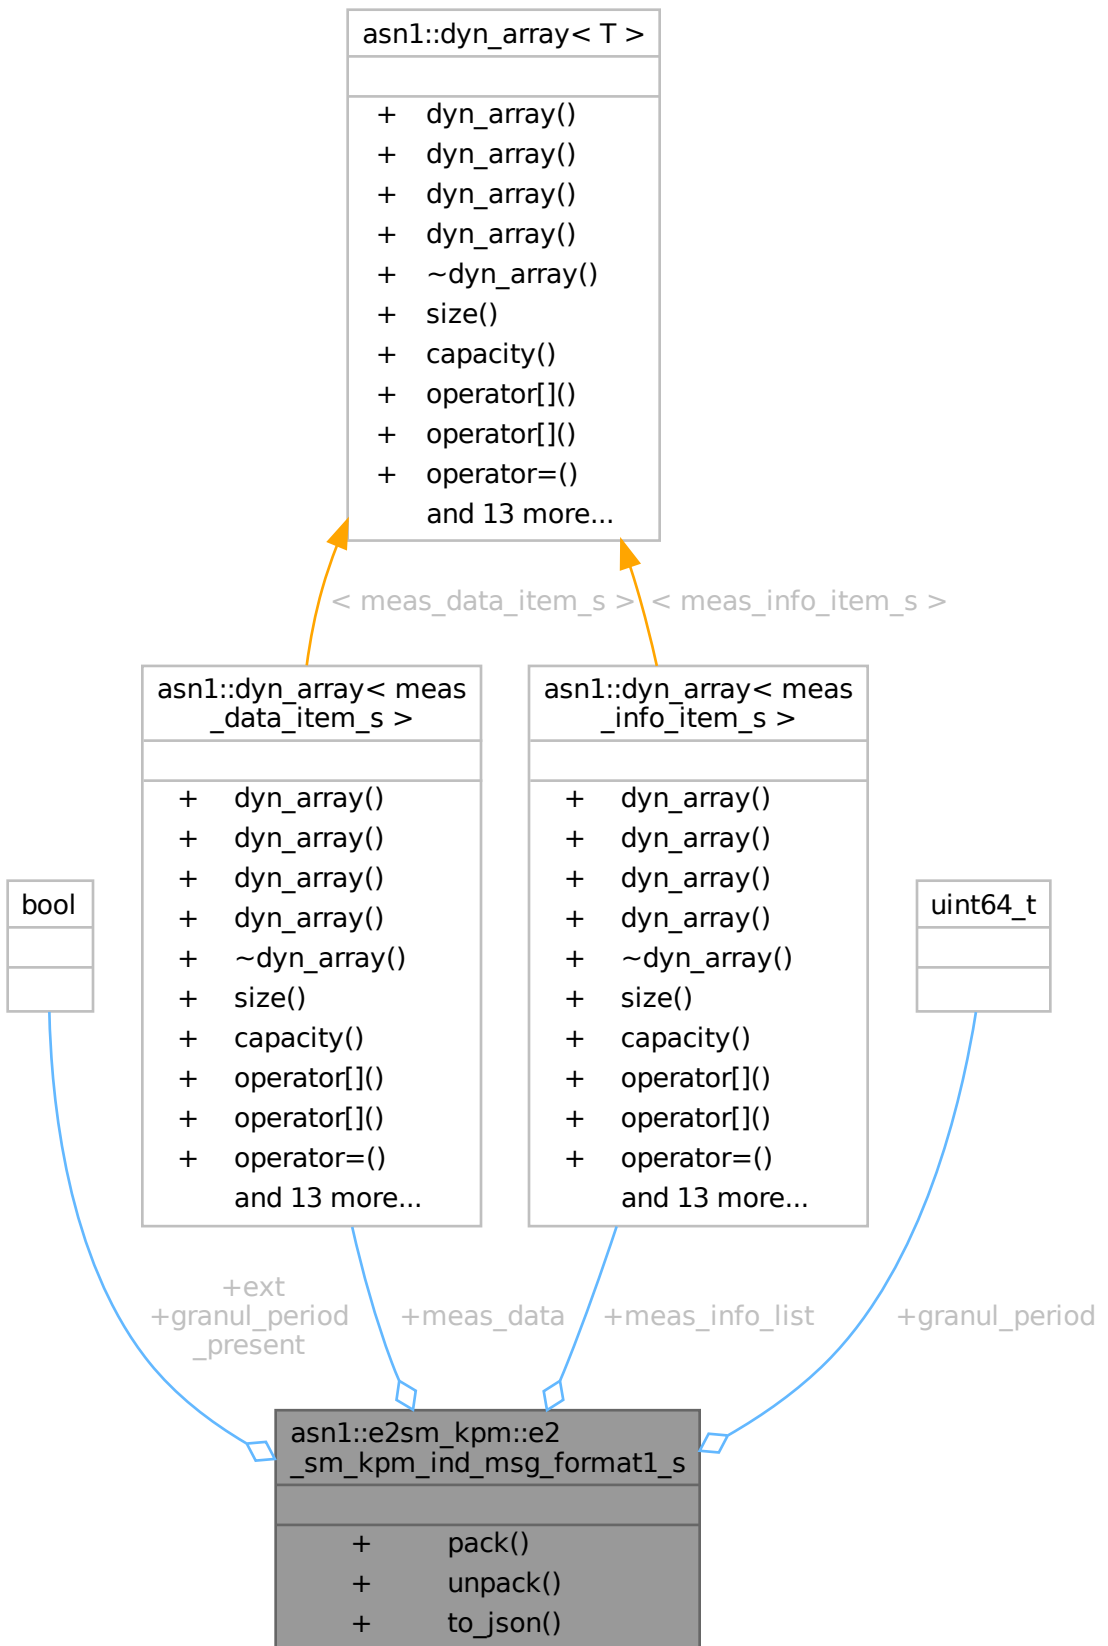 asn1::dyn_array< T >
+ dyn_array()
+ dyn_array()
+ dyn_array()
+ dyn_array()
+ ~dyn_array()
+ size()
+ capacity()
+ operator[]()
+ operator[]()
+ operator=()
and 13 more...
< meas_data_item_s >
< meas_info_item_s >
asn1::dyn_array< meas
_data_item_s >
+ dyn_array()
+ dyn_array()
+ dyn_array()
+ dyn_array()
+ ~dyn_array()
+ size()
+ capacity()
+ operator[]()
+ operator[]()
+ operator=()
and 13 more...
asn1::dyn_array< meas
_info_item_s >
+ dyn_array()
+ dyn_array()
+ dyn_array()
+ dyn_array()
+ ~dyn_array()
+ size()
+ capacity()
+ operator[]()
+ operator[]()
+ operator=()
and 13 more...
bool
uint64_t
+ext
+granul_period
_present
+meas_data
+meas_info_list
+granul_period
asn1::e2sm_kpm::e2
_sm_kpm_ind_msg_format1_s
+ pack()
+ unpack()
+ to_json()